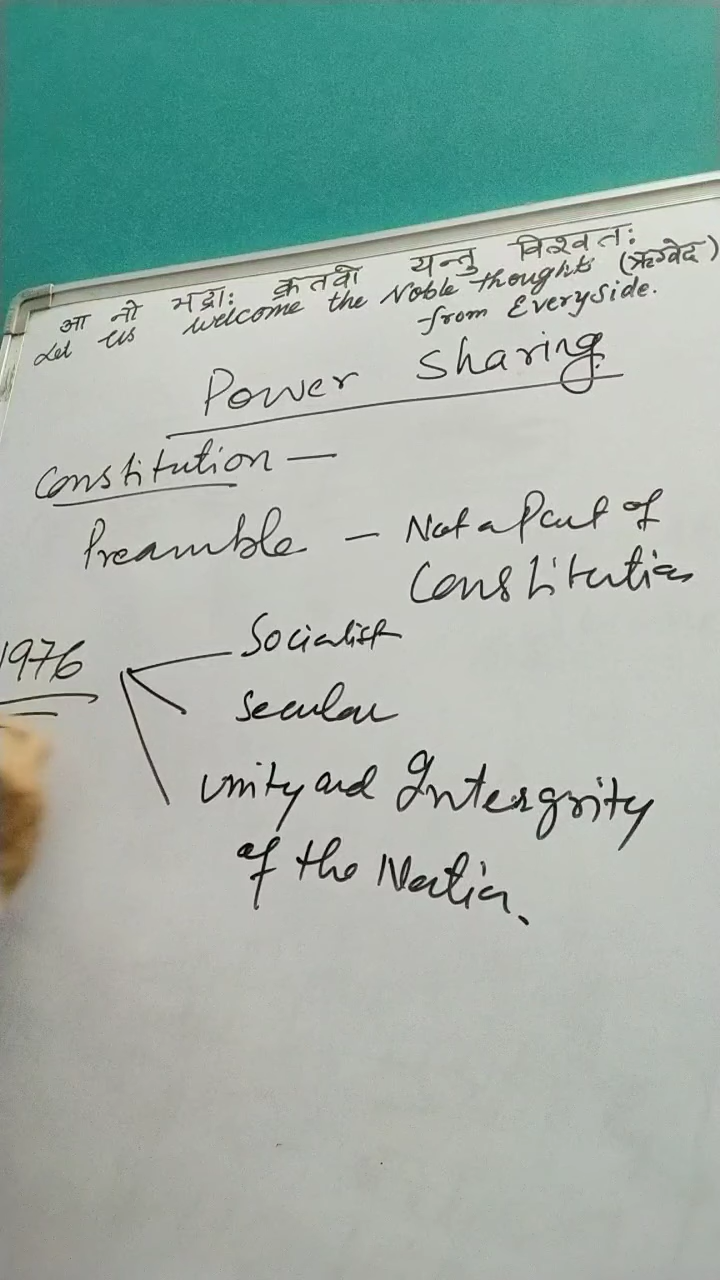 आ नो भद्राः क्रतवो यन्तु विश्वतः (ऋग्वेद)
Let us welcome the Noble thoughts
from Everyside.
Power Sharing
Constitution —
Preamble — Not a Part of
Constitution
1976 Socialist
Secular
Unity and Intergrity
of the Nation.